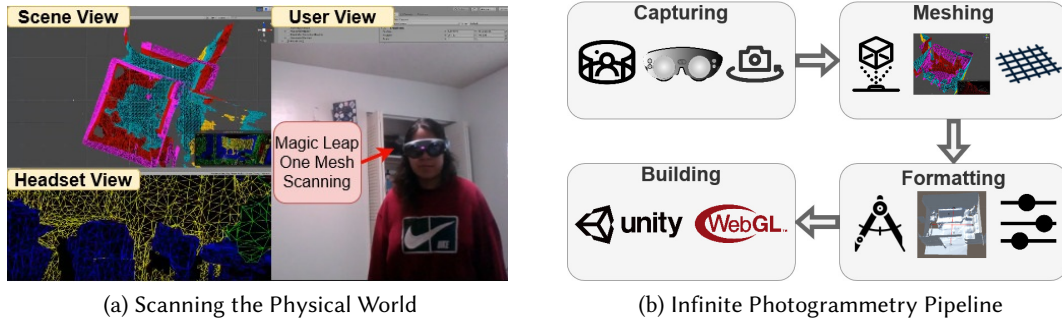 Scene View
User View
Magic Leap
One Mesh
Scanning
Headset View
NIKE
(a) Scanning the Physical World
Capturing
Meshing
Building
Formatting
unity
WebGL
(b) Infinite Photogrammetry Pipeline